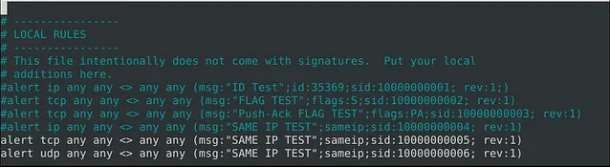 # ----------------
# LOCAL RULES
# ----------------
# This file intentionally does not come with signatures.  Put your local
# additions here.
#alert ip any any <> any any (msg:"ID Test";id:35369;sid:10000000001; rev:1;)
#alert tcp any any <> any any (msg:"FLAG TEST";flags:S;sid:10000000002; rev:1)
#alert tcp any any <> any any (msg:"Push-Ack FLAG TEST";flags:PA;sid:10000000003; rev:1)
#alert ip any any <> any any (msg:"SAME IP TEST";sameip;sid:10000000004; rev:1)
alert tcp any any <> any any (msg:"SAME IP TEST";sameip;sid:10000000005; rev:1)
alert udp any any <> any any (msg:"SAME IP TEST";sameip;sid:10000000006; rev:1)